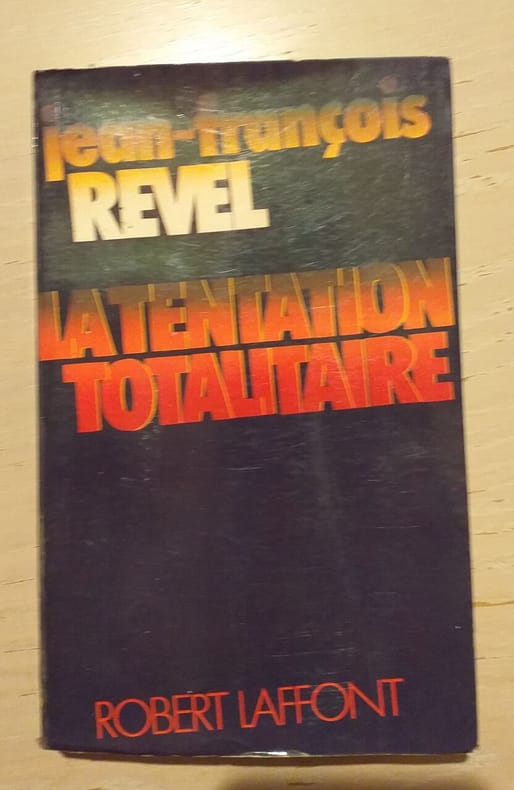 jean-françois
REVEL
LA TENTATION
TOTALITAIRE
ROBERT LAFFONT